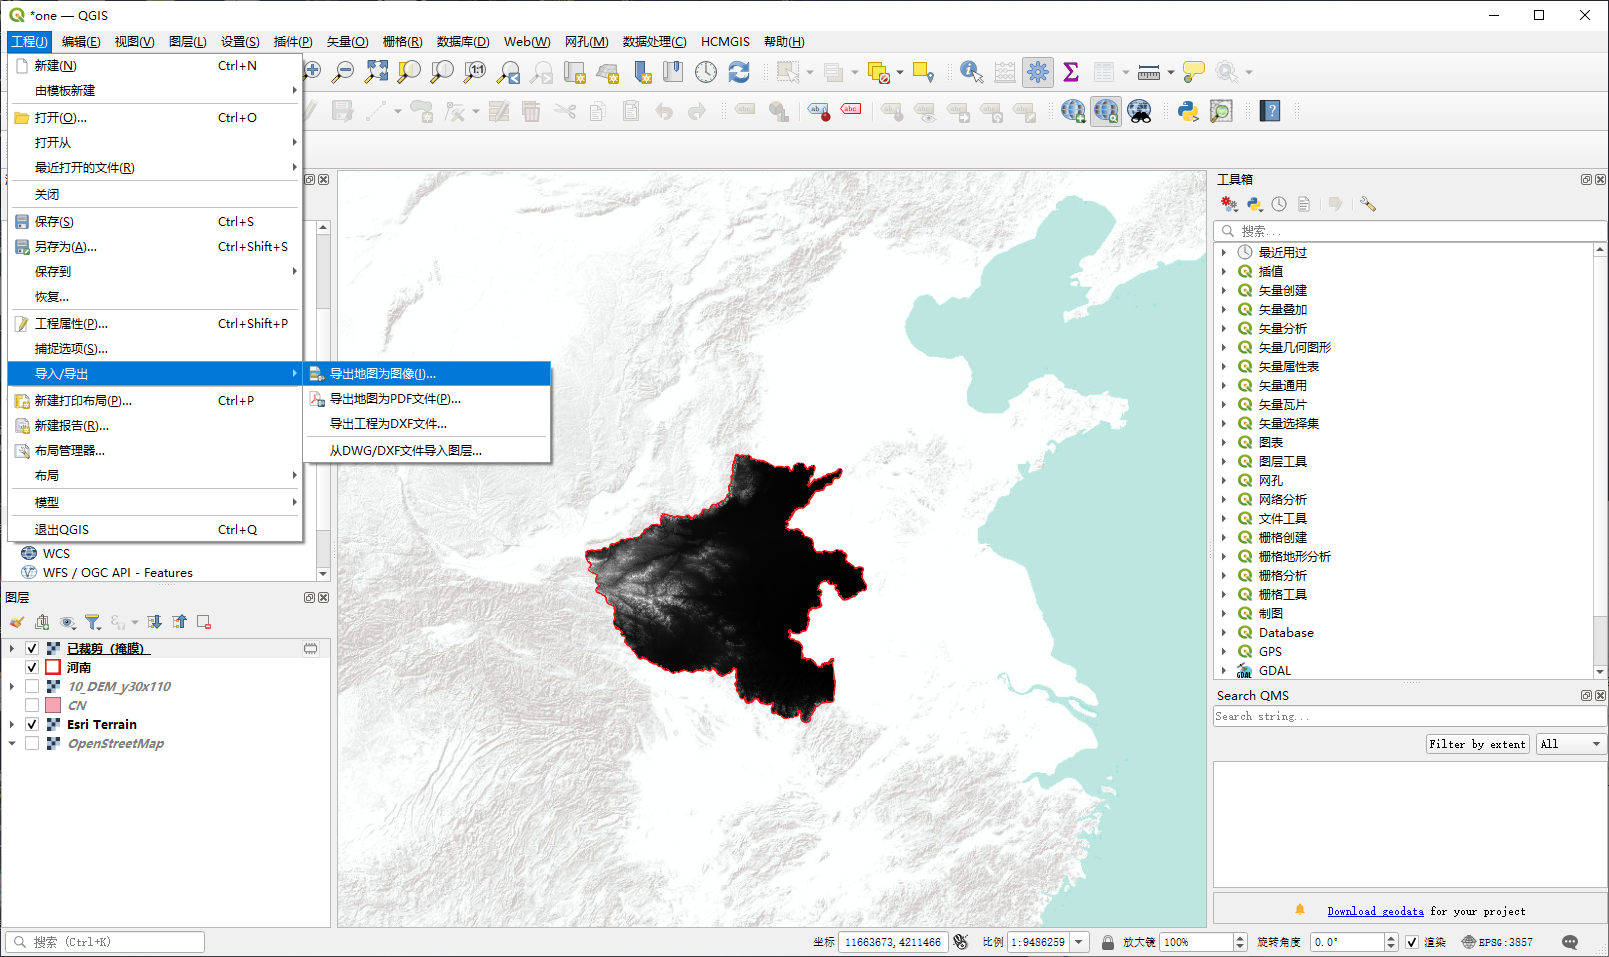 *one — QGIS
工程(J) 编辑(E) 视图(V) 图层(L) 设置(S) 插件(P) 矢量(O) 栅格(R) 数据库(D) Web(W) 网孔(M) 数据处理(C) HCMGIS 帮助(H)
新建(N) Ctrl+N
由模板新建
打开(O)... Ctrl+O
打开从
最近打开的文件(R)
关闭
保存(S) Ctrl+S
另存为(A)... Ctrl+Shift+S
保存到
恢复...
工程属性(P)... Ctrl+Shift+P
捕捉选项(S)...
导入/导出
新建打印布局(P)... Ctrl+P
新建报告(R)...
布局管理器...
布局
模型
退出QGIS Ctrl+Q
导出地图为图像(I)...
导出地图为PDF文件(P)...
导出工程为DXF文件...
从DWG/DXF文件导入图层...
WCS
WFS / OGC API - Features
图层
已裁剪（掩膜）
河南
10_DEM_y30x110
CN
Esri Terrain
OpenStreetMap
工具箱
搜索...
最近用过
插值
矢量创建
矢量叠加
矢量分析
矢量几何图形
矢量属性表
矢量通用
矢量瓦片
矢量选择集
图表
图层工具
网孔
网络分析
文件工具
栅格创建
栅格地形分析
栅格分析
栅格工具
制图
Database
GPS
GDAL
Search QMS
Search string...
Filter by extent All
Download geodata for your project
搜索 (Ctrl+K) 坐标 11663673, 4211466 比例 1:9486259 放大镜 100% 旋转角度 0.0° 渲染 EPSG:3857